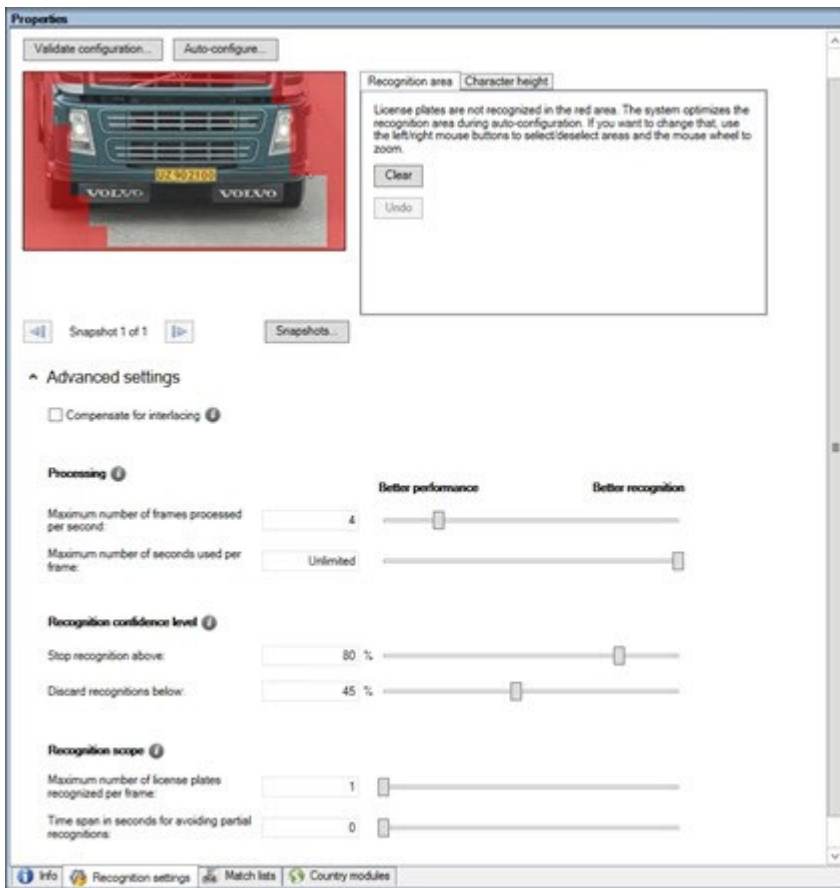 Properties
Validate configuration...
Auto-configure...
Recognition area
Character height
License plates are not recognized in the red area. The system optimizes the
recognition area during auto-configuration. If you want to change that, use
the left/right mouse buttons to select/deselect areas and the mouse wheel to
zoom.
Clear
Undo
UZ 902100
VOLVO
VOLVO
Snapshot 1 of 1
Snapshots...
Advanced settings
Compensate for interlacing
Processing
Better performance
Better recognition
Maximum number of frames processed
per second:
4
Maximum number of seconds used per
frame:
Unlimited
Recognition confidence level
Stop recognition above:
80 %
Discard recognitions below:
45 %
Recognition scope
Maximum number of license plates
recognized per frame:
1
Time span in seconds for avoiding partial
recognitions:
0
Info
Recognition settings
Match lists
Country modules